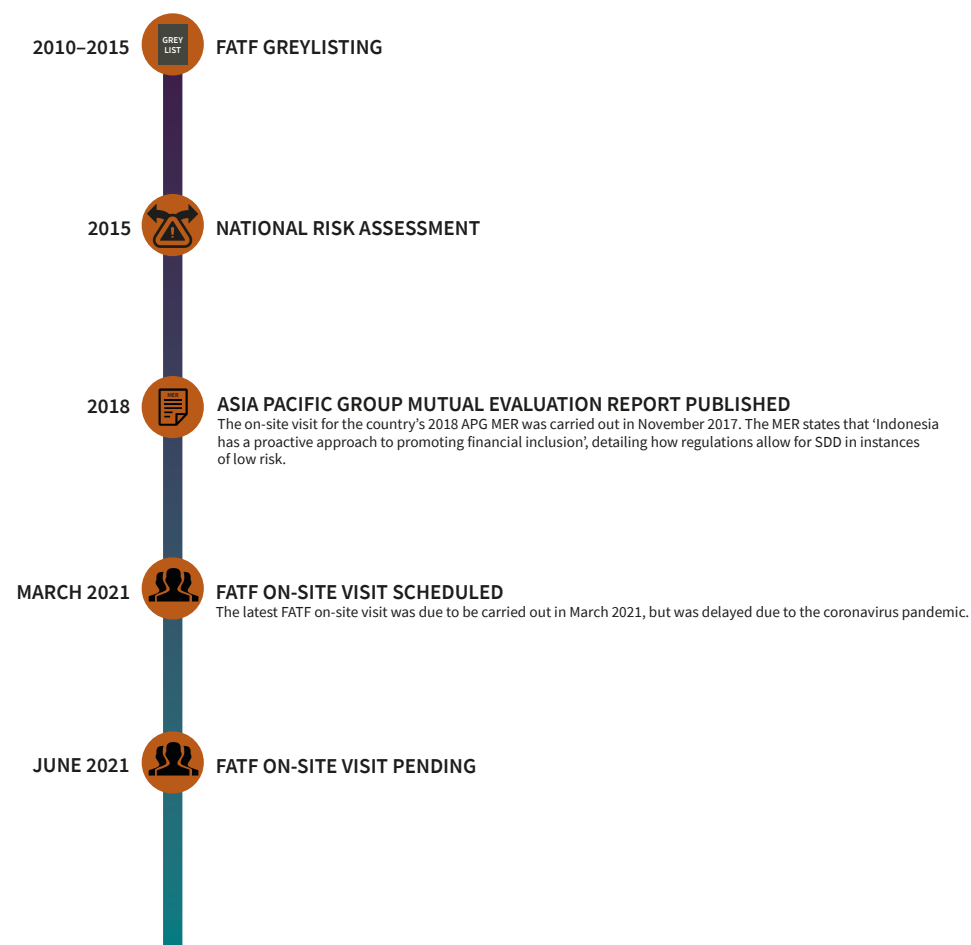 2010–2015
GREY
LIST
FATF GREYLISTING
2015
NATIONAL RISK ASSESSMENT
2018
MER
ASIA PACIFIC GROUP MUTUAL EVALUATION REPORT PUBLISHED
The on-site visit for the country’s 2018 APG MER was carried out in November 2017. The MER states that ‘Indonesia
has a proactive approach to promoting financial inclusion’, detailing how regulations allow for SDD in instances
of low risk.
MARCH 2021
FATF ON-SITE VISIT SCHEDULED
The latest FATF on-site visit was due to be carried out in March 2021, but was delayed due to the coronavirus pandemic.
JUNE 2021
FATF ON-SITE VISIT PENDING